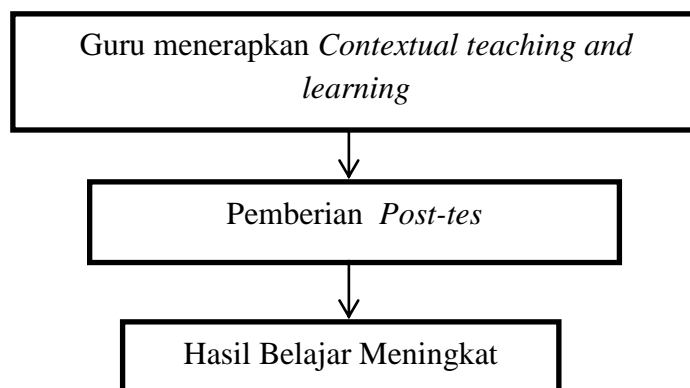 Guru menerapkan Contextual teaching and
learning
Pemberian Post-tes
Hasil Belajar Meningkat